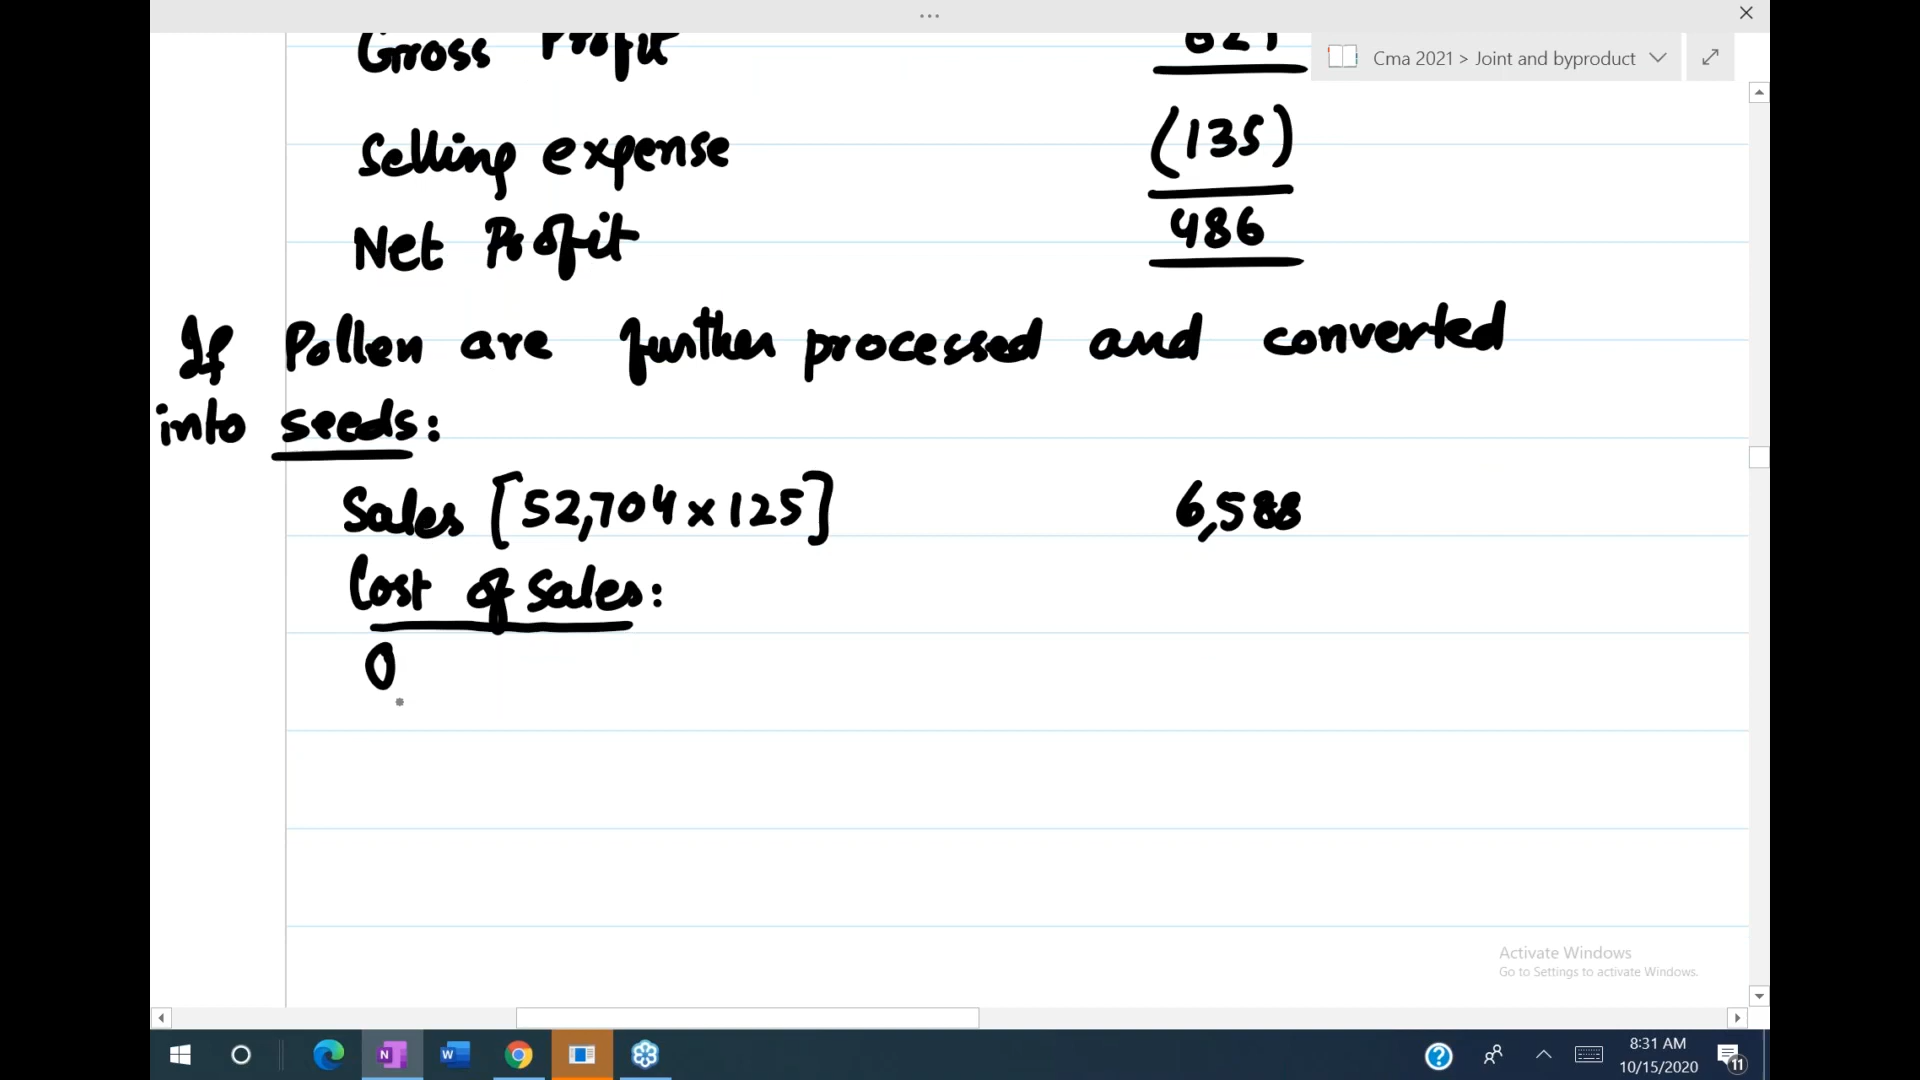 ...
Cma 2021 > Joint and byproduct
Gross Profit 621
Selling expense (135)
Net Profit 486
If Pollen are further processed and converted
into seeds:
Sales [52,704 x 125] 6,588
Cost of Sales:
O
Activate Windows
Go to Settings to activate Windows.
8:31 AM
10/15/2020
11